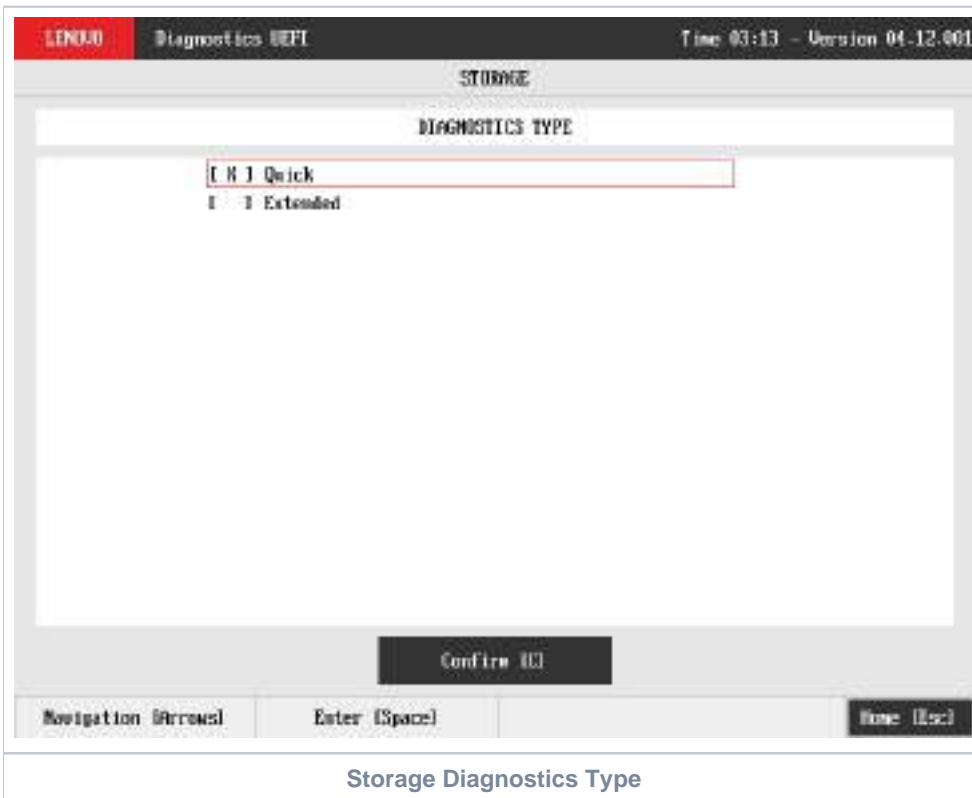 LENOVO Diagnostics UEFI Time 03:13 - Version 04.12.001
STORAGE
DIAGNOSTICS TYPE
[ X ] Quick
[   ] Extended
Confirm [C]
Navigation [Arrows] Enter [Space] Home [Esc]
Storage Diagnostics Type